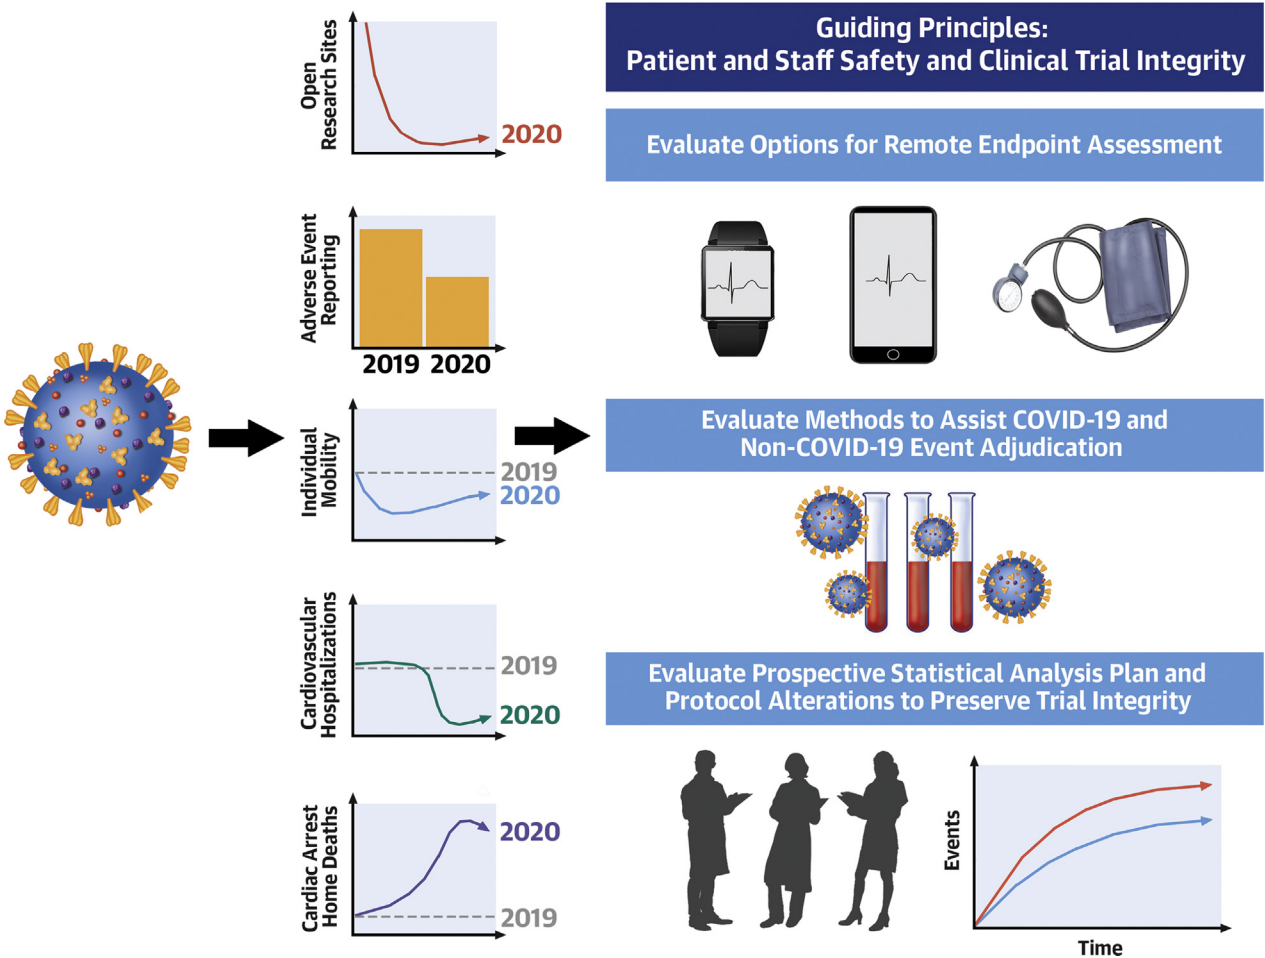 Open
Research Sites
2020
Adverse Event
Reporting
2019 2020
Individual
Mobility
2019
2020
Cardiovascular
Hospitalizations
2019
2020
Cardiac Arrest
Home Deaths
2020
2019
Guiding Principles:
Patient and Staff Safety and Clinical Trial Integrity
Evaluate Options for Remote Endpoint Assessment
Evaluate Methods to Assist COVID-19 and
Non-COVID-19 Event Adjudication
Evaluate Prospective Statistical Analysis Plan and
Protocol Alterations to Preserve Trial Integrity
Events
Time